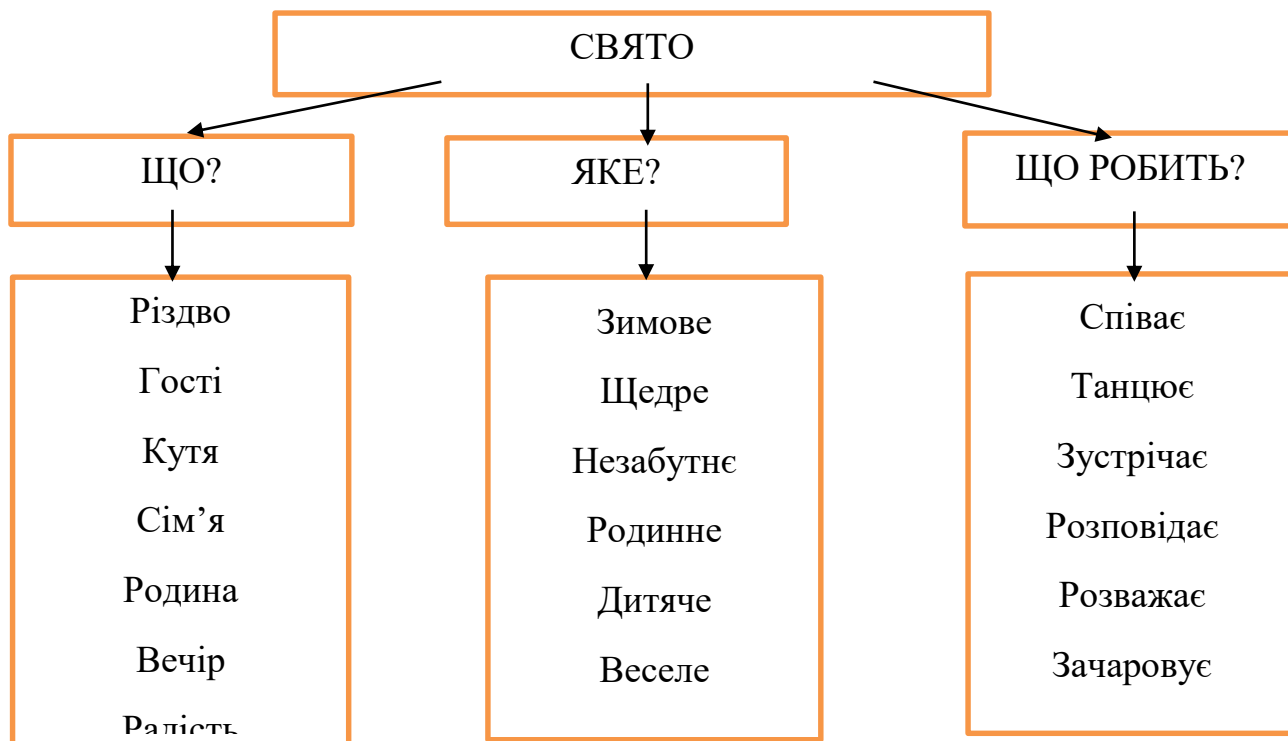 СВЯТО
ЩО?
ЯКЕ?
ЩО РОБИТЬ?
Різдво
Гості
Кутя
Сім’я
Родина
Вечір
Радість
Зимове
Щедре
Незабутнє
Родинне
Дитяче
Веселе
Співає
Танцює
Зустрічає
Розповідає
Розважає
Зачаровує